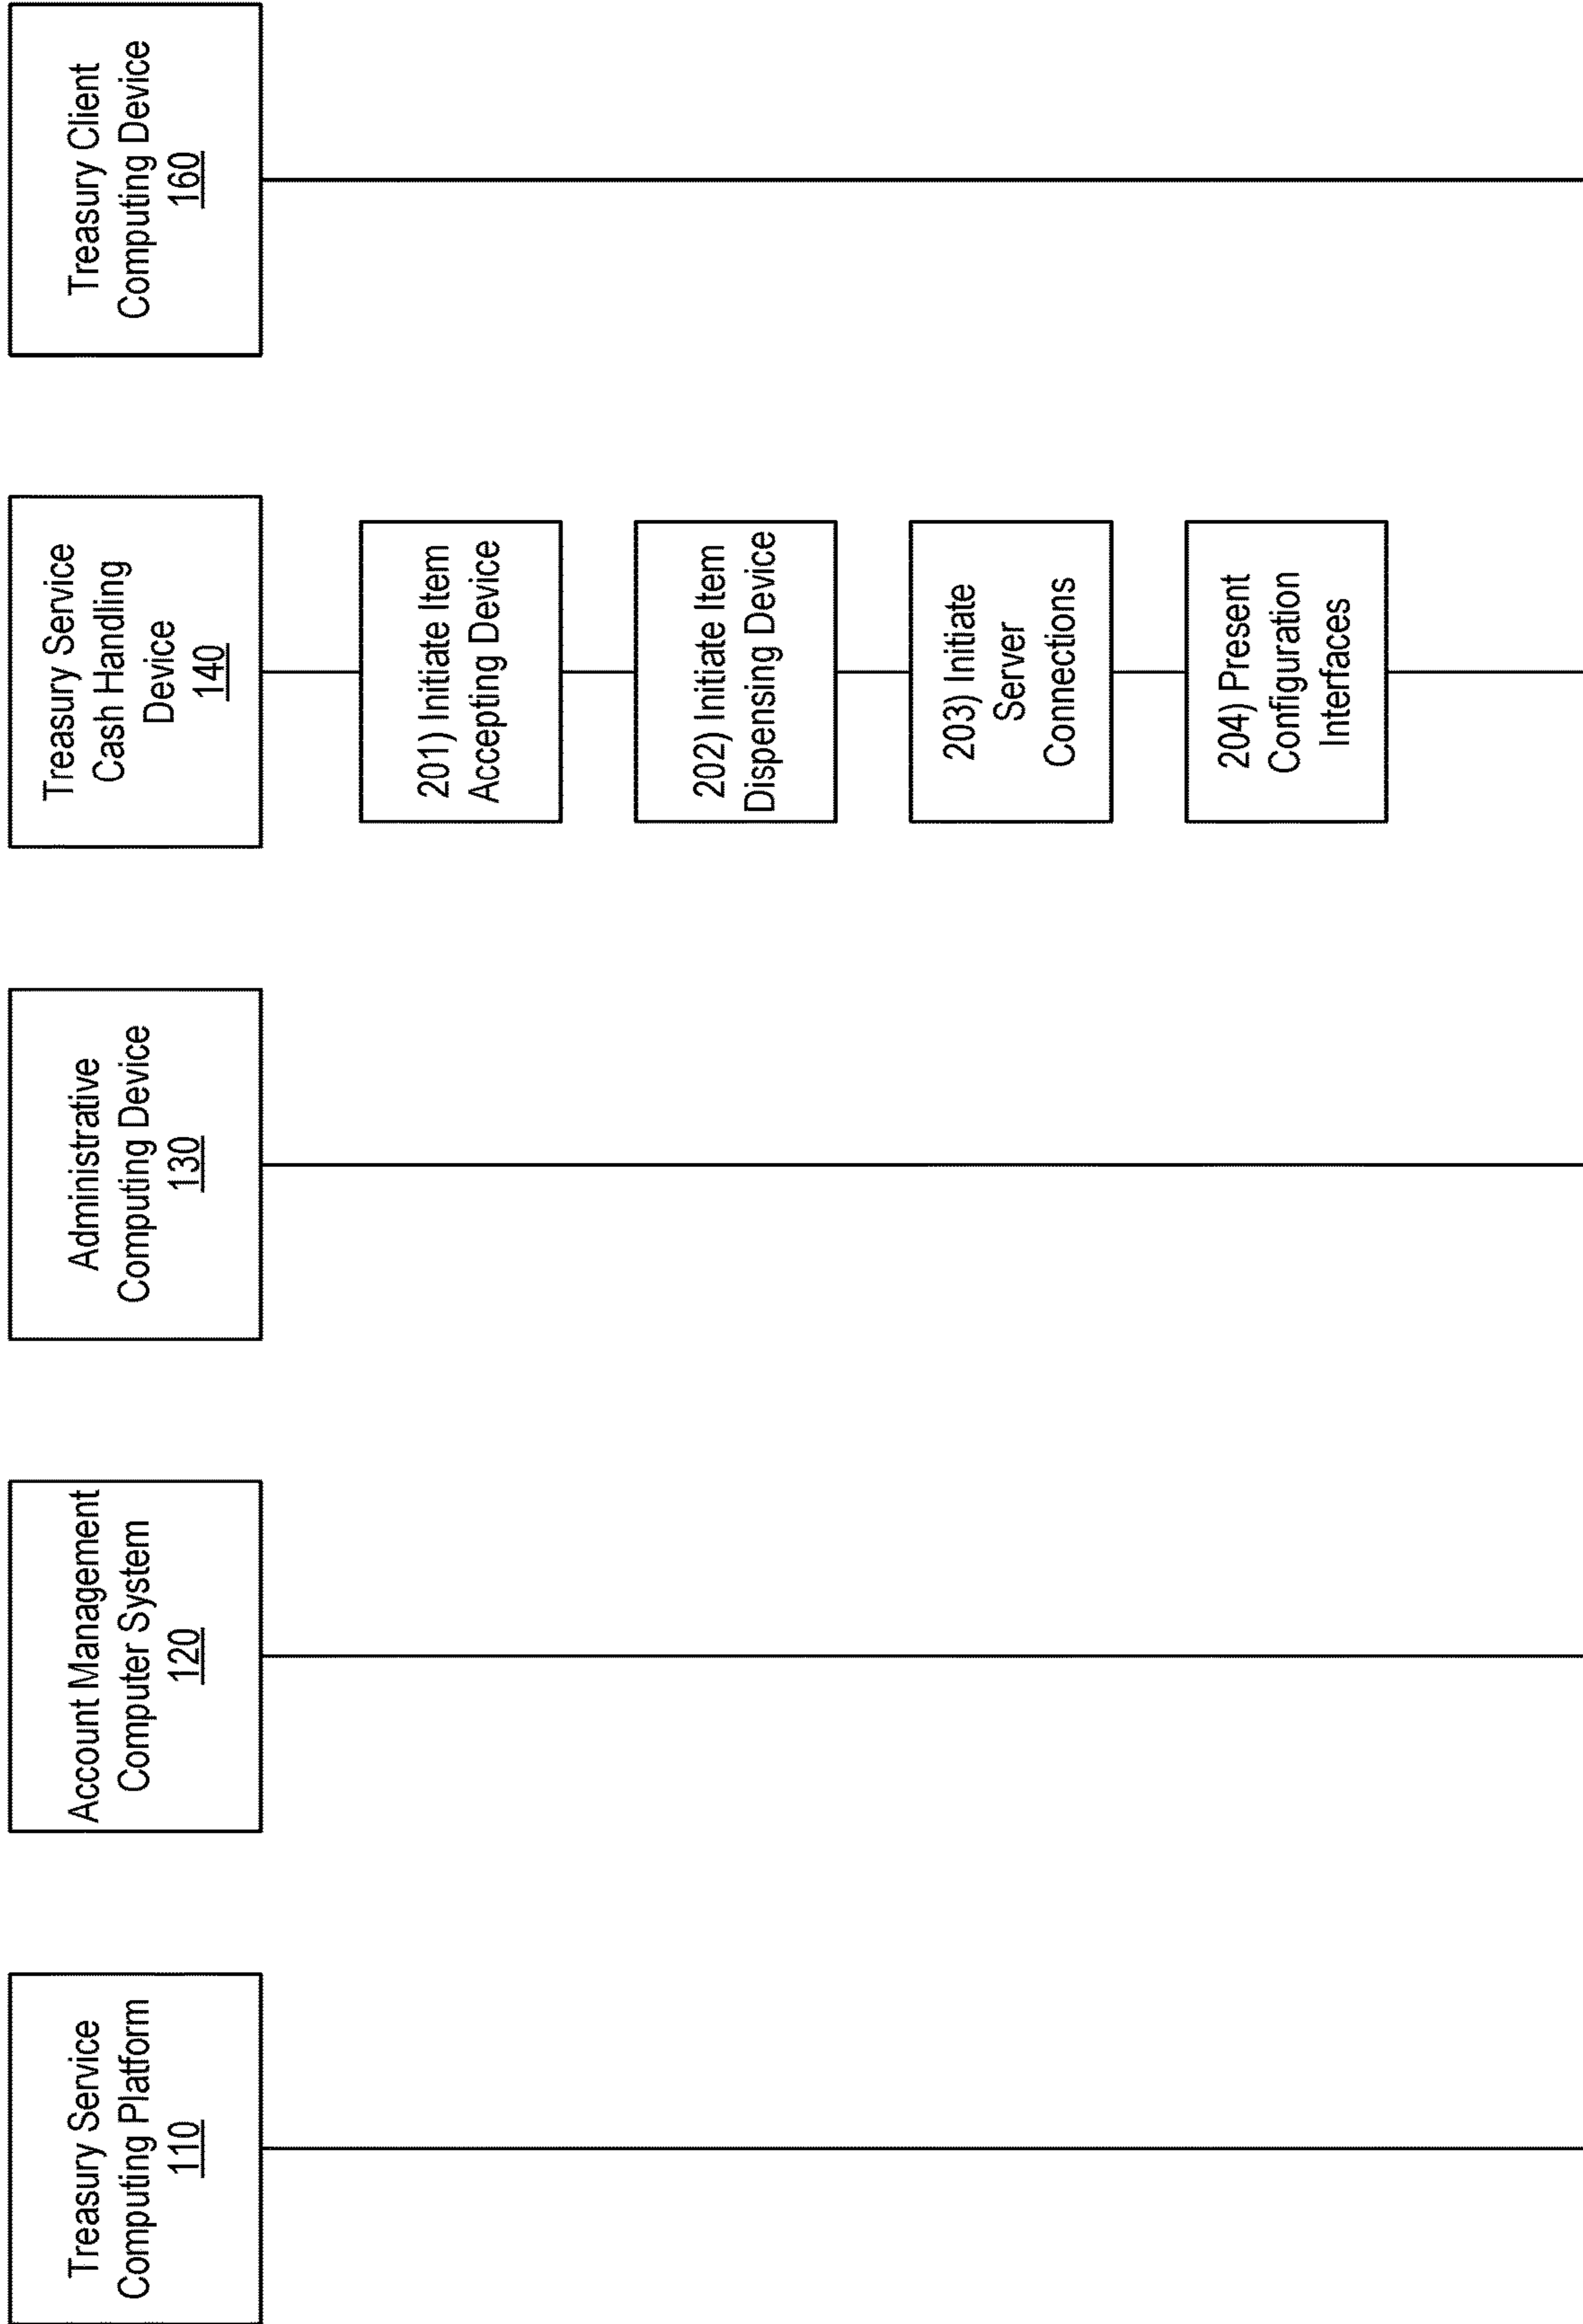 Treasury Service
Computing Platform
110
Account Management
Computer System
120
Administrative
Computing Device
130
Treasury Service
Cash Handling
Device
140
Treasury Client
Computing Device
160
201) Initiate Item
Accepting Device
202) Initiate Item
Dispensing Device
203) Initiate
Server
Connections
204) Present
Configuration
Interfaces